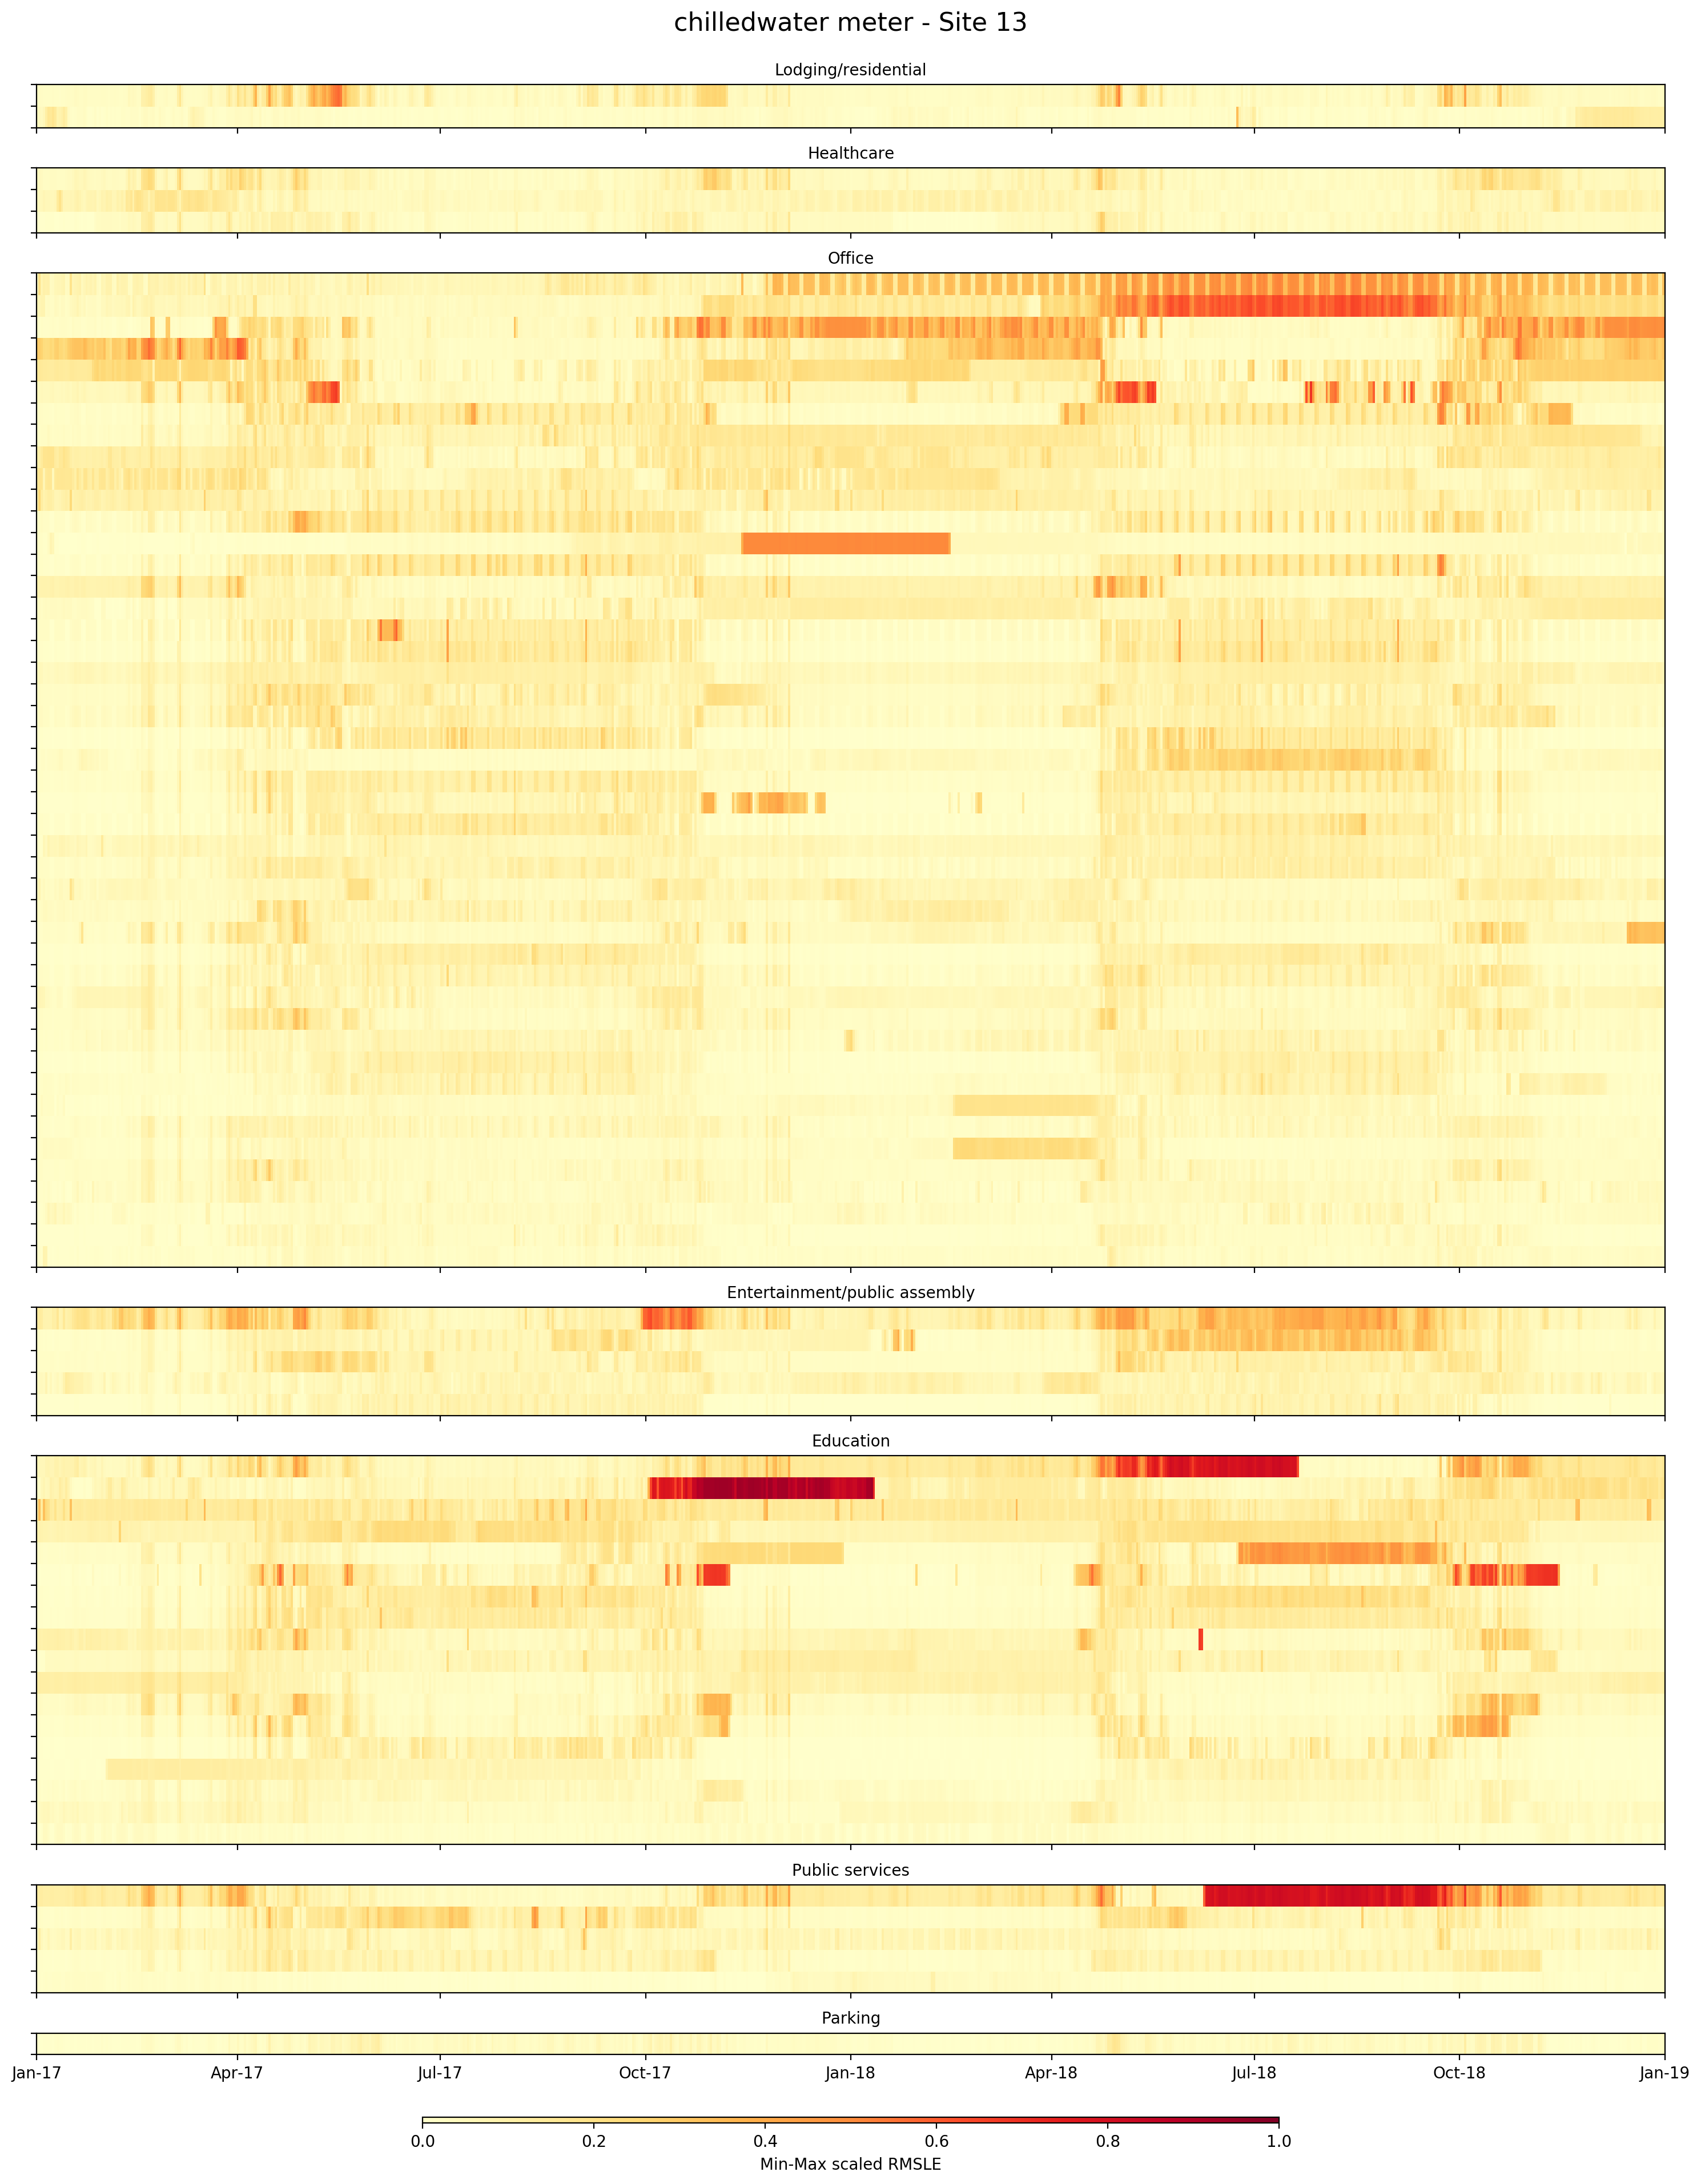 chilledwater meter - Site 13
Lodging/residential
Healthcare
Office
Entertainment/public assembly
Education
Public services
Parking
Jan-17 Apr-17 Jul-17 Oct-17 Jan-18 Apr-18 Jul-18 Oct-18 Jan-19
0.0 0.2 0.4 0.6 0.8 1.0
Min-Max scaled RMSLE